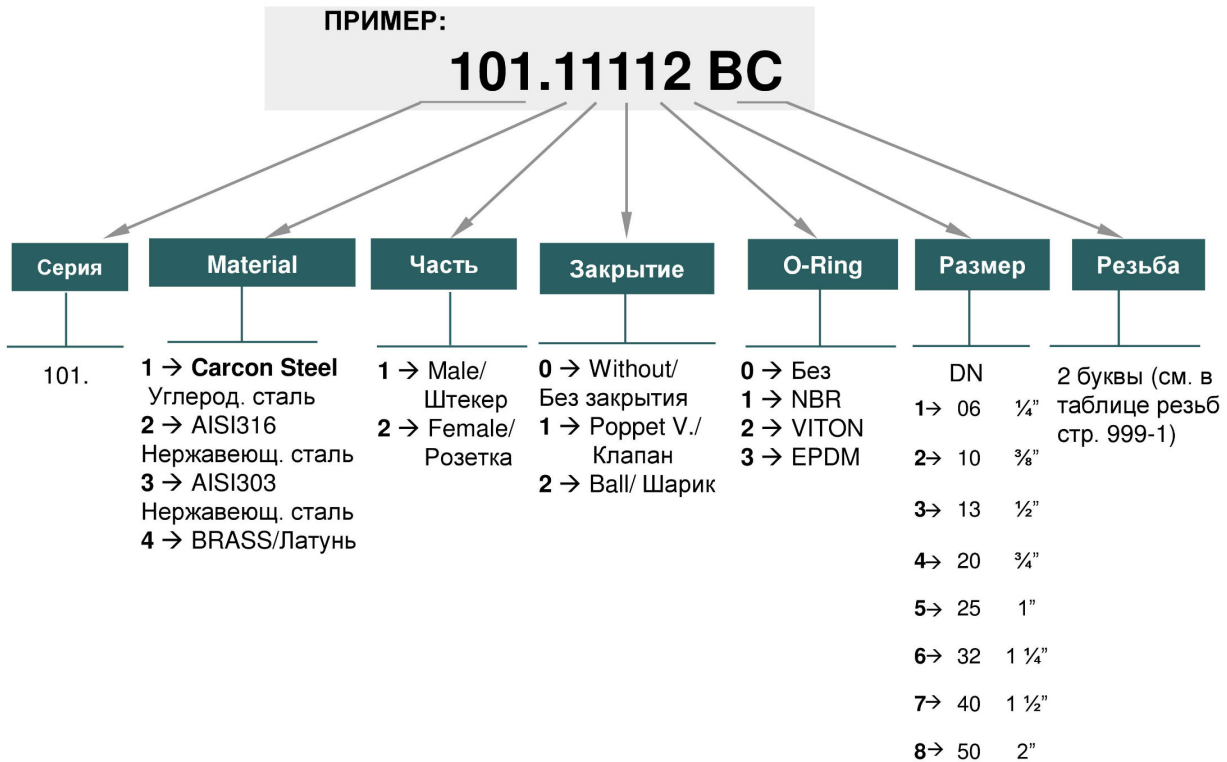 ПРИМЕР:
101.11112 BC
Серия
Material
Часть
Закрытие
O-Ring
Размер
Резьба
101.
1 → Carcon Steel
Углерод. сталь
2 → AISI316
Нержавеющ. сталь
3 → AISI303
Нержавеющ. сталь
4 → BRASS/Латунь
1 → Male/
Штекер
2 → Female/
Розетка
0 → Without/
Без закрытия
1 → Poppet V./
Клапан
2 → Ball/ Шарик
0 → Без
1 → NBR
2 → VITON
3 → EPDM
DN
1→ 06 ¼”
2→ 10 ⅜”
3→ 13 ½”
4→ 20 ¾”
5→ 25 1”
6→ 32 1 ¼”
7→ 40 1 ½”
8→ 50 2”
2 буквы (см. в
таблице резьб
стр. 999-1)